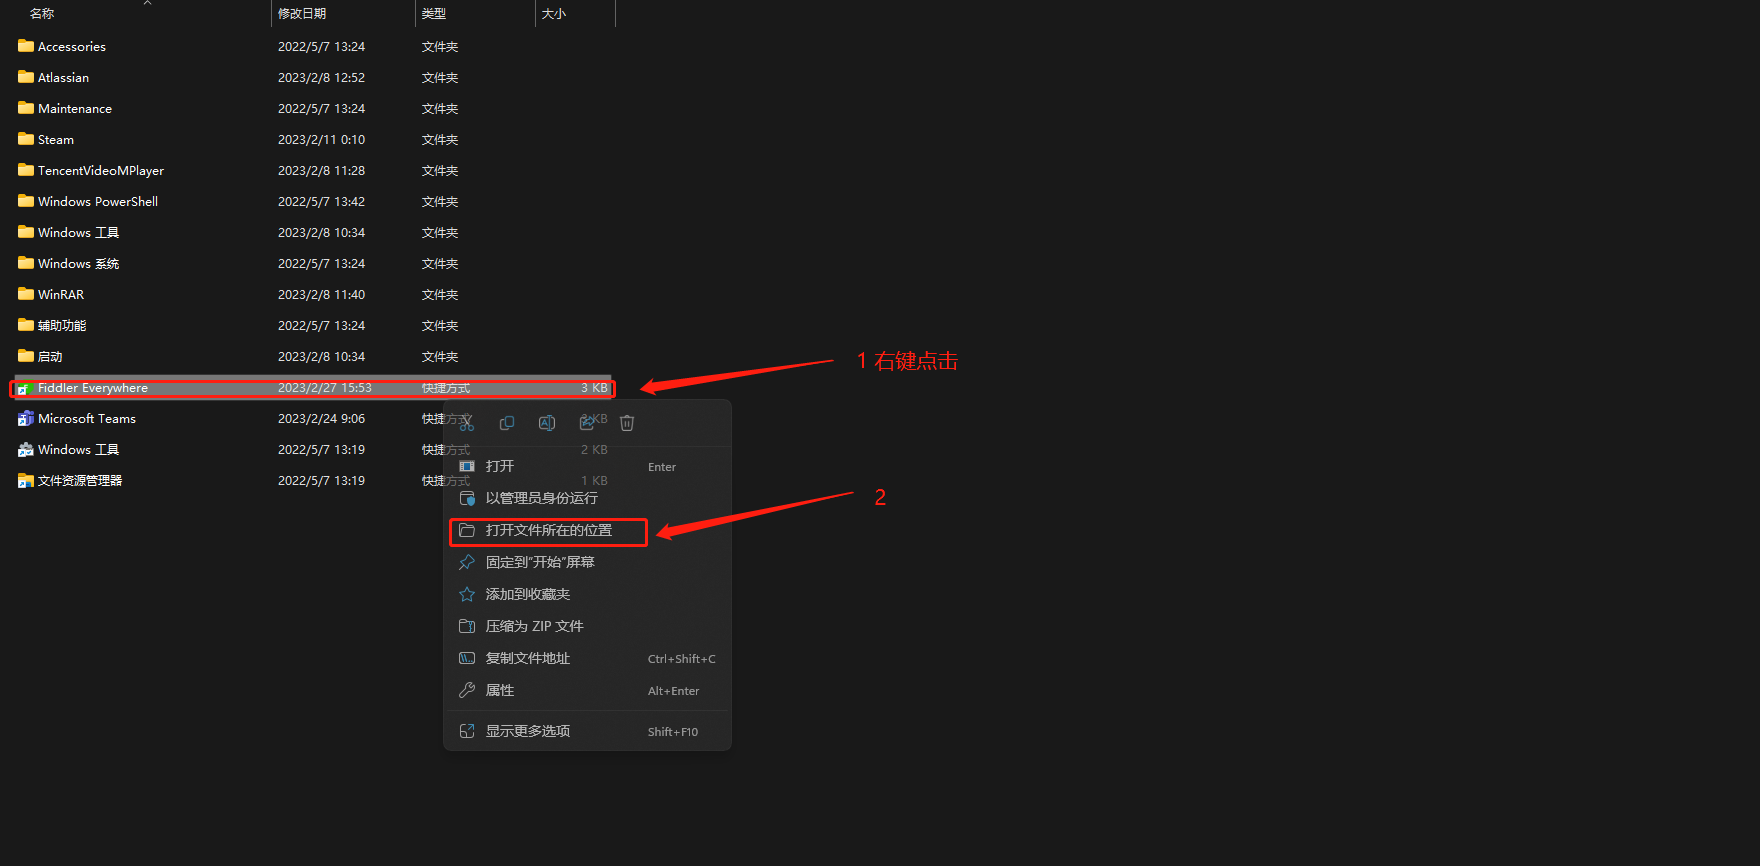 名称 修改日期 类型 大小
Accessories 2022/5/7 13:24 文件夹
Atlassian 2023/2/8 12:52 文件夹
Maintenance 2022/5/7 13:24 文件夹
Steam 2023/2/11 0:10 文件夹
TencentVideoMPlayer 2023/2/8 11:28 文件夹
Windows PowerShell 2022/5/7 13:42 文件夹
Windows 工具 2023/2/8 10:34 文件夹
Windows 系统 2022/5/7 13:24 文件夹
WinRAR 2023/2/8 11:40 文件夹
辅助功能 2022/5/7 13:24 文件夹
启动 2023/2/8 10:34 文件夹
1 右键点击
Fiddler Everywhere 2023/2/27 15:53 快捷方式 3 KB
Microsoft Teams 2023/2/24 9:06 快捷方式 KB
Windows 工具 2022/5/7 13:19 快捷方式 2 KB
文件资源管理器 2022/5/7 13:19 快捷方式 1 KB
打开 Enter
以管理员身份运行
2
打开文件所在的位置
固定到"开始"屏幕
添加到收藏夹
压缩为 ZIP 文件
复制文件地址 Ctrl+Shift+C
属性 Alt+Enter
显示更多选项 Shift+F10